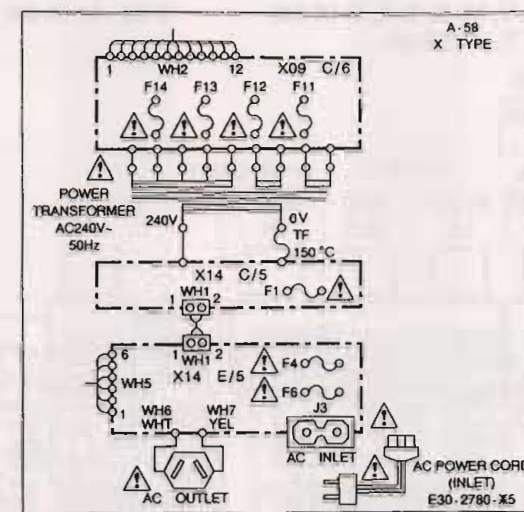 A-58
X TYPE
1 WH2 12 X09 C/6
F14 F13 F12 F11
POWER
TRANSFORMER
AC240V~
50Hz
240V 0V
TF
150°C
X14 C/5
WH1
1 2
F1
6 1 2
WH1
WH5 X14 E/5
F4
F6
1
WH6 WH7
WHT YEL
J3
AC INLET
AC OUTLET
AC POWER CORD
(INLET)
E30-2780-X5